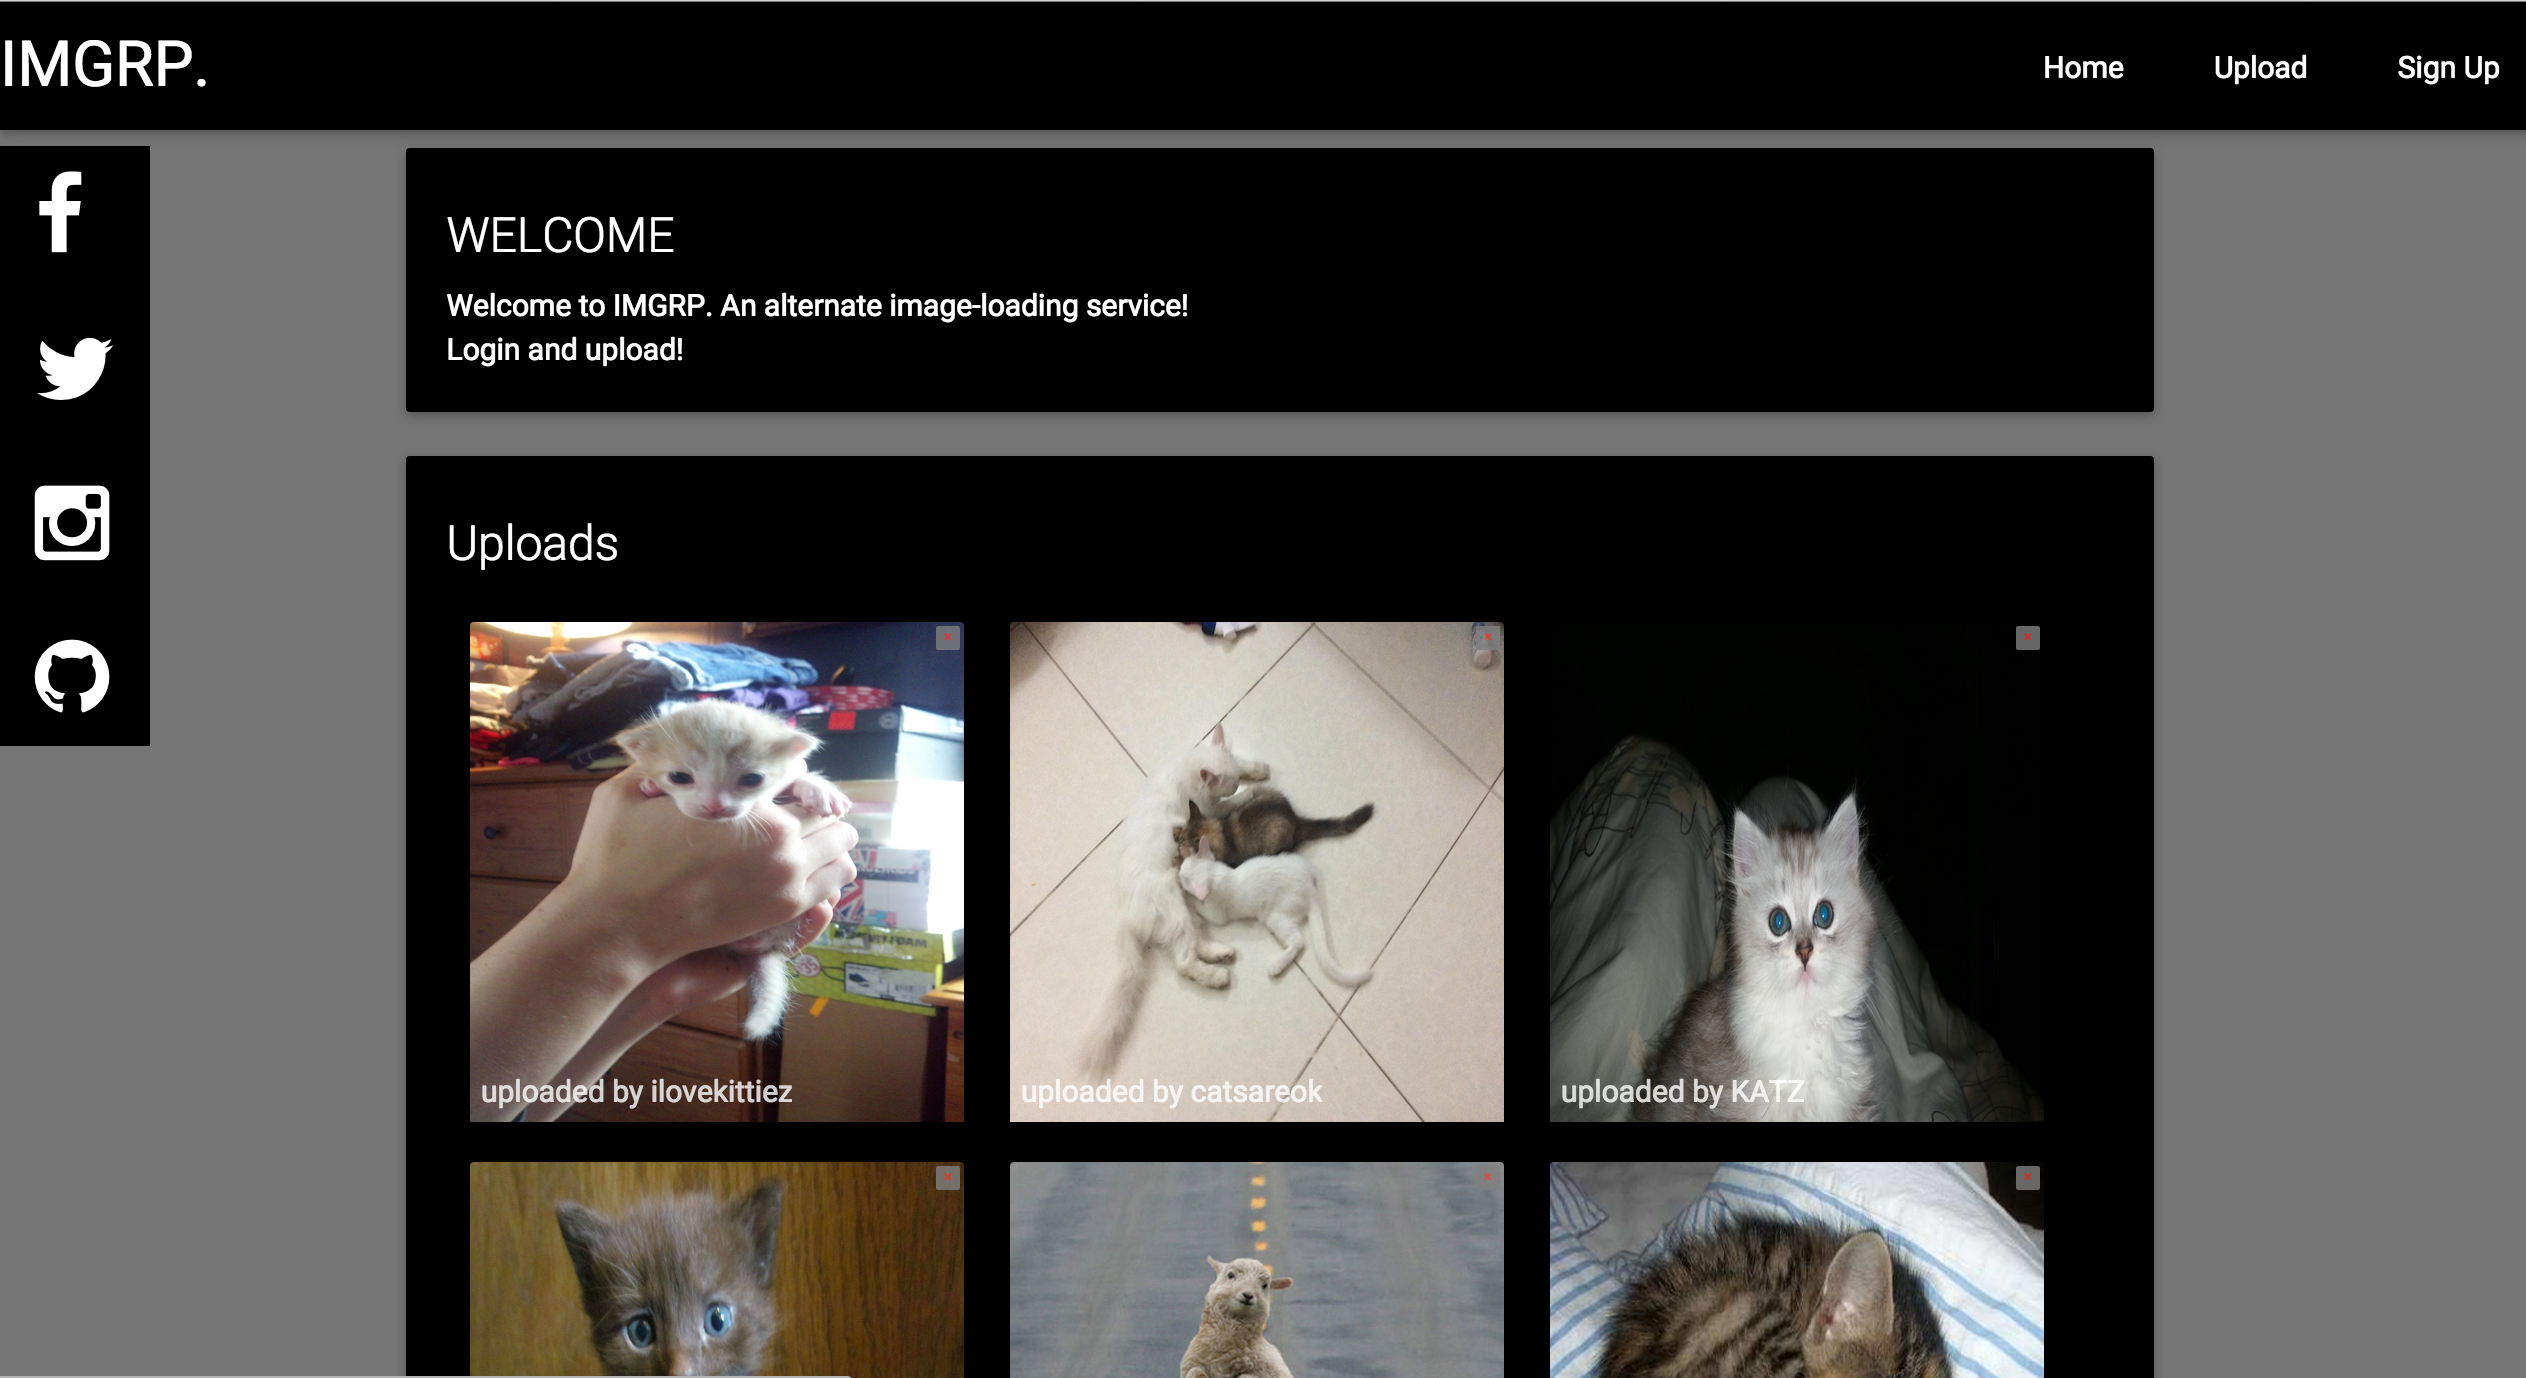 IMGRP.
Home
Upload
Sign Up
WELCOME
Welcome to IMGRP. An alternate image-loading service!
Login and upload!
Uploads
uploaded by ilovekittiez
uploaded by catsareok
uploaded by KATZ